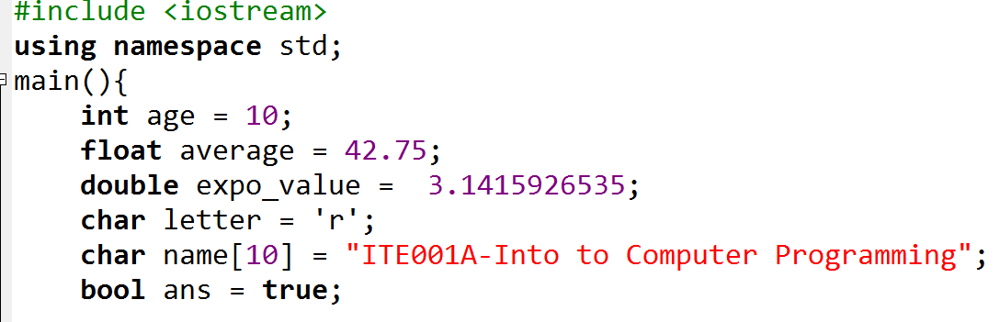 #include <iostream>
using namespace std;
main(){
int age = 10;
float average = 42.75;
double expo_value =  3.1415926535;
char letter = 'r';
char name[10] = "ITE001A-Into to Computer Programming";
bool ans = true;